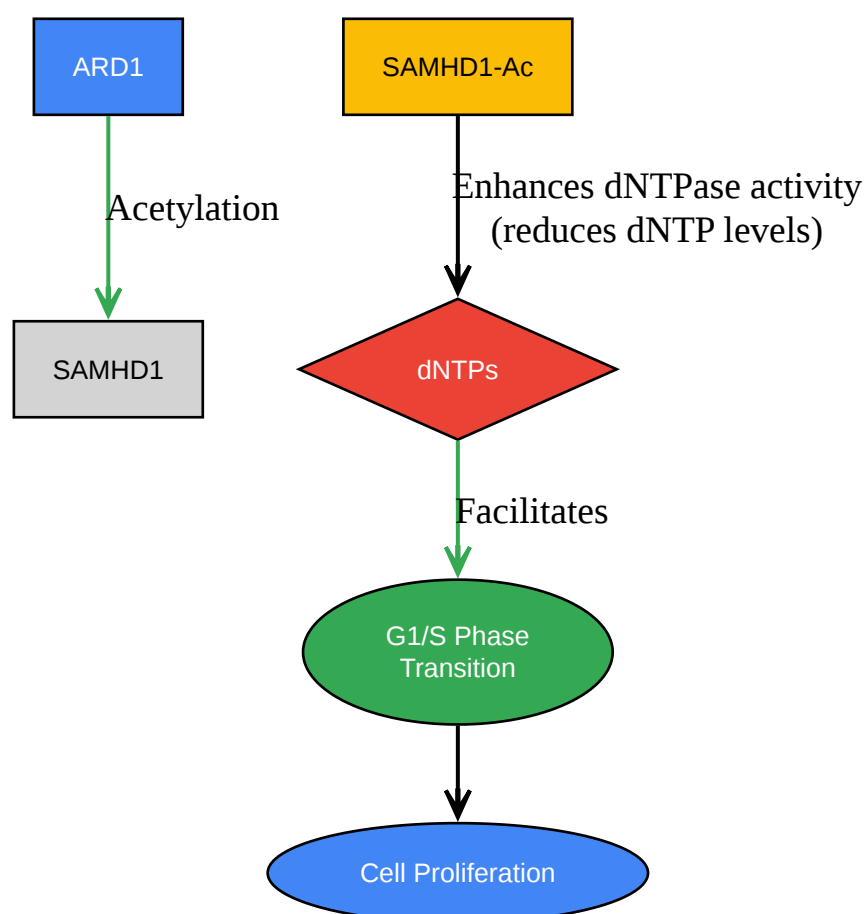 ARD1
SAMHD1-Ac
Acetylation
Enhances dNTPase activity
(reduces dNTP levels)
SAMHD1
dNTPs
Facilitates
G1/S Phase
Transition
Cell Proliferation